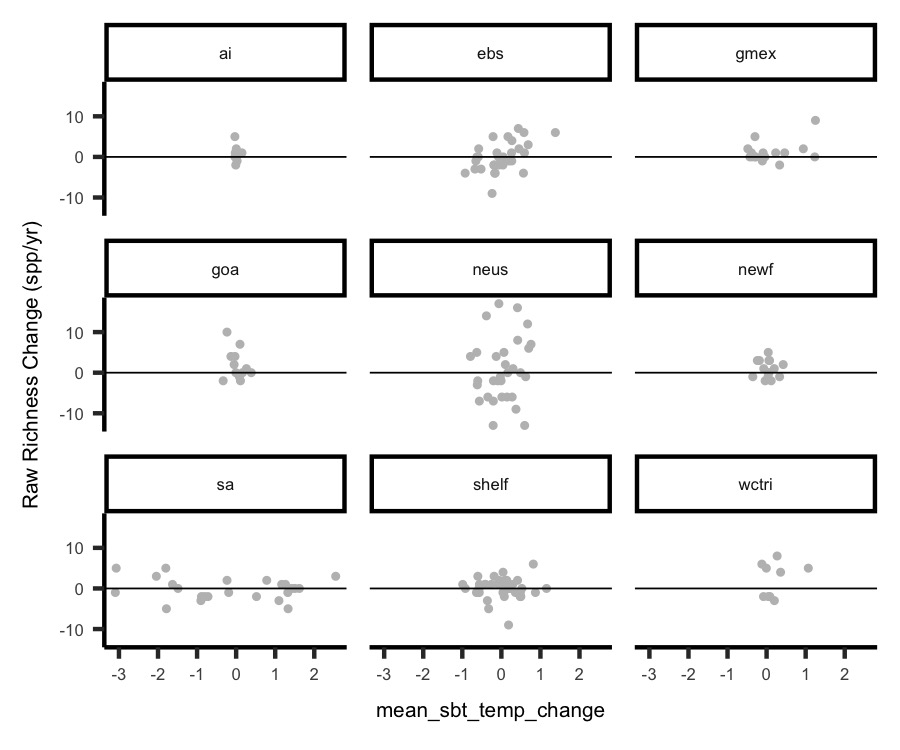 ai ebs gmex
10
0
-10
goa neus newf
10
0
-10
Raw Richness Change (spp/yr)
sa shelf wctri
10
0
-10
-3 -2 -1 0 1 2 -3 -2 -1 0 1 2 -3 -2 -1 0 1 2
mean_sbt_temp_change